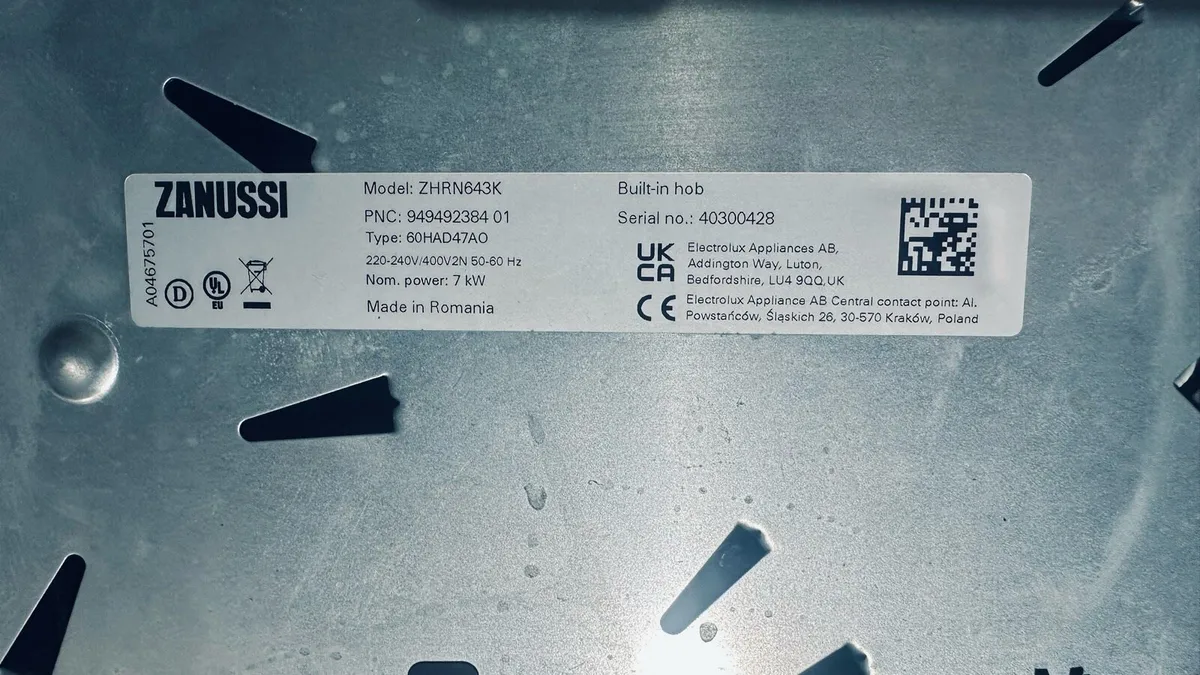 ZANUSSI
A04675701
D
UL
EU
Model: ZHRN643K
PNC: 949492384 01
Type: 60HAD47AO
220-240V/400V2N 50-60 Hz
Nom. power: 7 kW
Made in Romania
Built-in hob
Serial no.: 40300428
UK
CA
Electrolux Appliances AB,
Addington Way, Luton,
Bedfordshire, LU4 9QQ,UK
CE
Electrolux Appliance AB Central contact point: Al.
Powstańców, Śląskich 26, 30-570 Kraków, Poland